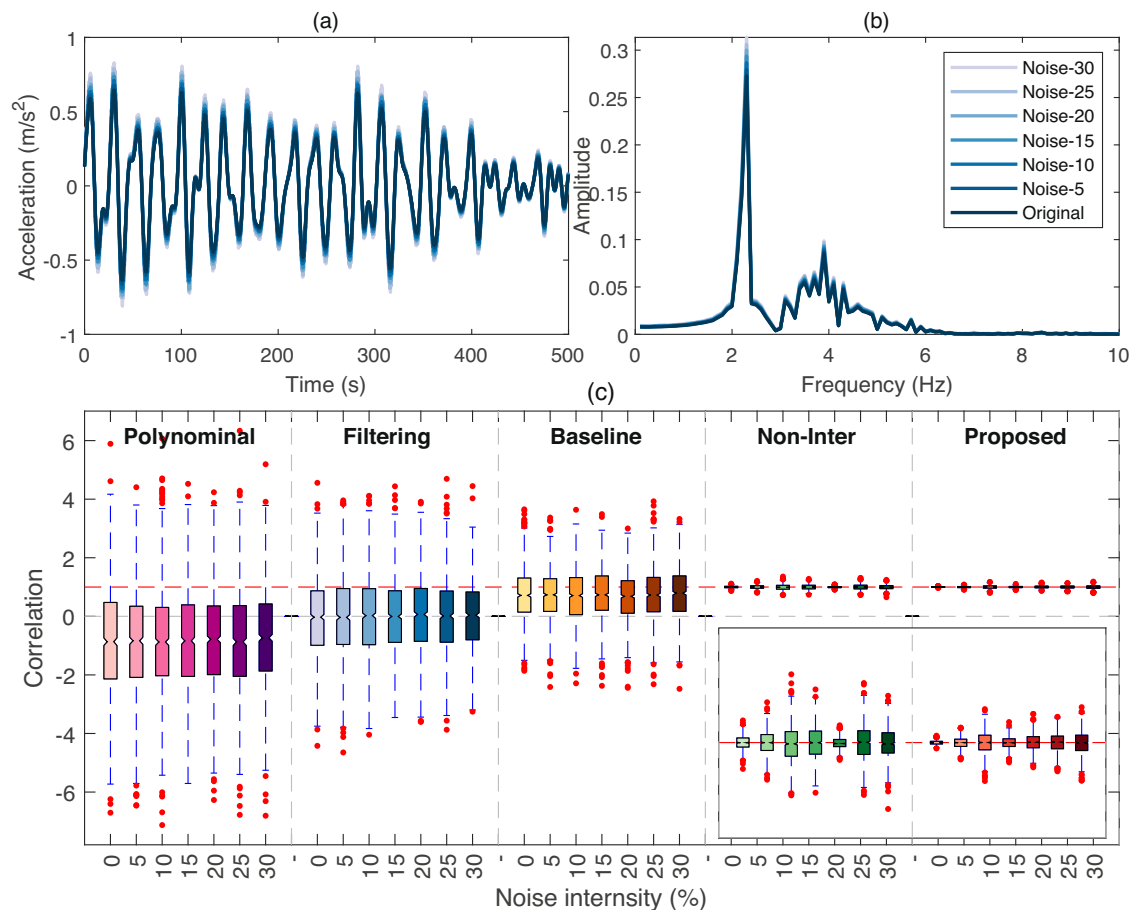 (a)
1
0.5
0
-0.5
-1
Acceleration (m/s²)
0 100 200 300 400 500
Time (s)
(b)
0.3
0.25
0.2
0.15
0.1
0.05
0
Amplitude
0 2 4 6 8 10
Frequency (Hz)
Noise-30
Noise-25
Noise-20
Noise-15
Noise-10
Noise-5
Original
(c)
Polynominal Filtering Baseline Non-Inter Proposed
6
4
2
0
-2
-4
-6
Correlation
0 5 10 15 20 25 30 - 0 5 10 15 20 25 30 - 0 5 10 15 20 25 30 - 0 5 10 15 20 25 30 - 0 5 10 15 20 25 30
Noise internsity (%)